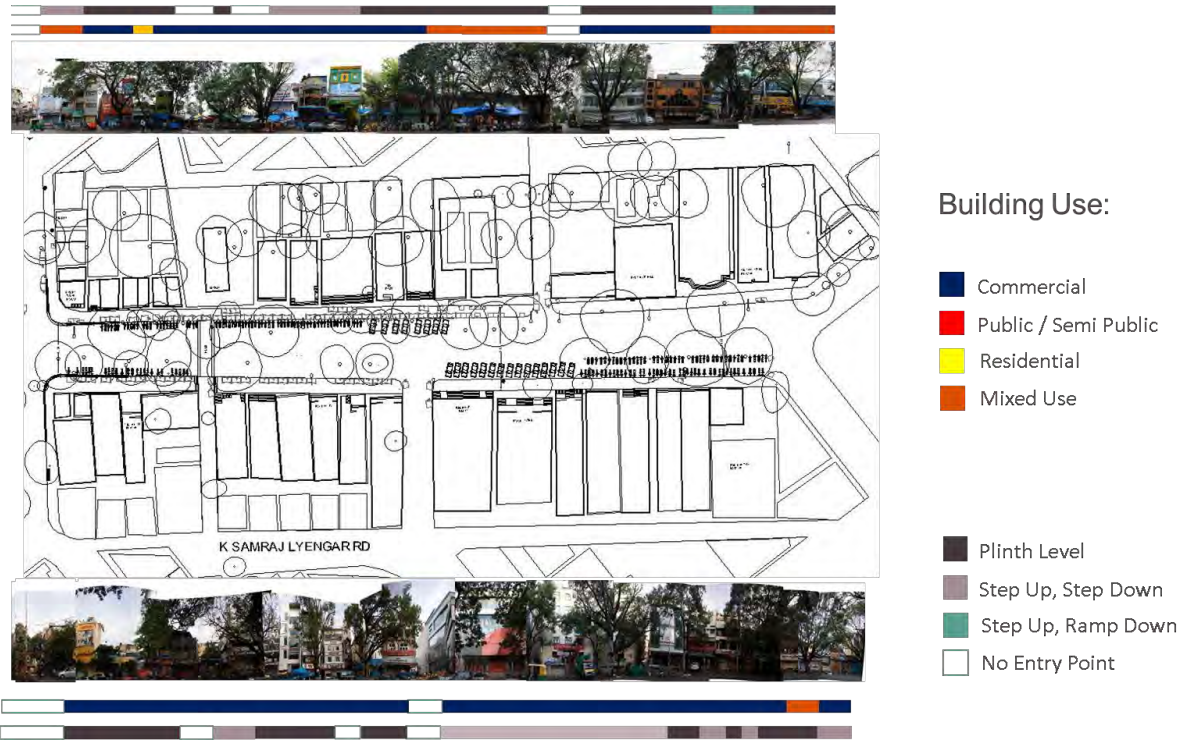 Building Use:
Commercial
Public / Semi Public
Residential
Mixed Use
K SAMRAJ LYENGAR RD
Plinth Level
Step Up, Step Down
Step Up, Ramp Down
No Entry Point